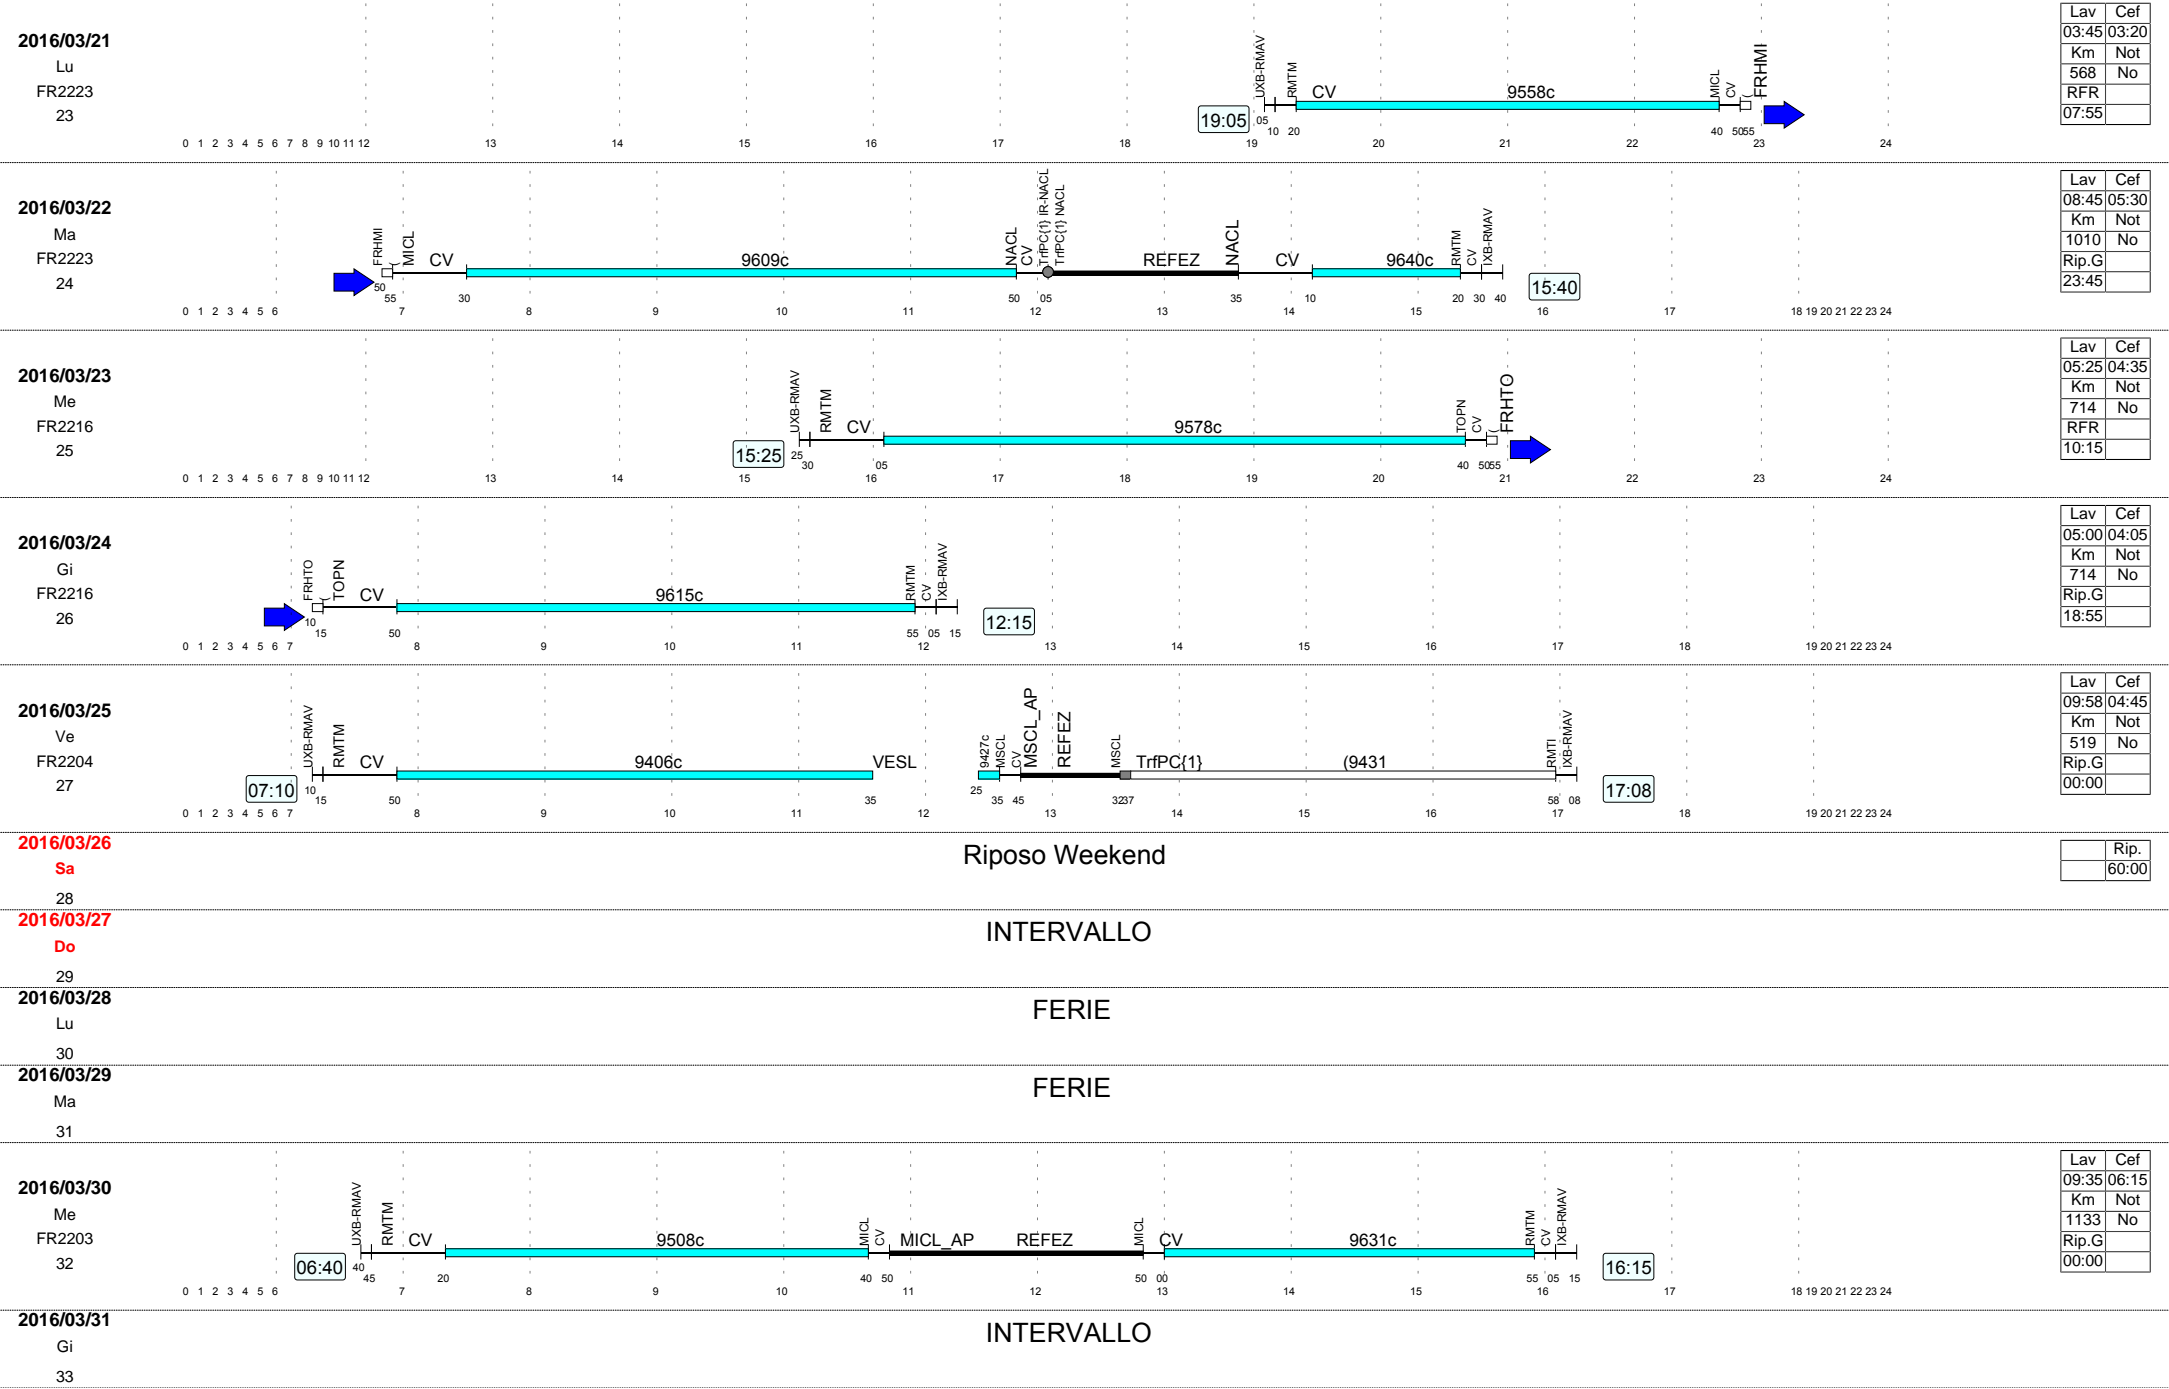 2016/03/21
Lu
FR2223
23
19:05
UXB-RMAV
RMTM
CV
9558c
MICL
CV
(
FRHMI
05 10 20 40 50 55
0 1 2 3 4 5 6 7 8 9 10 11 12 13 14 15 16 17 18 19 20 21 22 23 24
Lav Cef
03:45 03:20
Km Not
568 No
RFR
07:55
2016/03/22
Ma
FR2223
24
FRHMI
(
MICL
CV
9609c
NACL
CV
TrfPC{1} IR-NACL
TrfPC{1} NACL
REFEZ
NACL
CV
9640c
RMTM
CV
IXB-RMAV
15:40
50 55 30 50 05 35 10 20 30 40
0 1 2 3 4 5 6 7 8 9 10 11 12 13 14 15 16 17 18 19 20 21 22 23 24
Lav Cef
08:45 05:30
Km Not
1010 No
Rip.G
23:45
2016/03/23
Me
FR2216
25
15:25
UXB-RMAV
RMTM
CV
9578c
TOPN
CV
(
FRHTO
25 30 05 40 50 55
0 1 2 3 4 5 6 7 8 9 10 11 12 13 14 15 16 17 18 19 20 21 22 23 24
Lav Cef
05:25 04:35
Km Not
714 No
RFR
10:15
2016/03/24
Gi
FR2216
26
FRHTO
(
TOPN
CV
9615c
RMTM
CV
IXB-RMAV
12:15
10 15 50 55 05 15
0 1 2 3 4 5 6 7 8 9 10 11 12 13 14 15 16 17 18 19 20 21 22 23 24
Lav Cef
05:00 04:05
Km Not
714 No
Rip.G
18:55
2016/03/25
Ve
FR2204
27
07:10
UXB-RMAV
RMTM
CV
9406c
VESL
9427c
MSCL
CV
MSCL_AP
REFEZ
MSCL
TrfPC{1}
(9431
RMTI
IXB-RMAV
17:08
10 15 50 35 25 35 45 32 37 58 08
0 1 2 3 4 5 6 7 8 9 10 11 12 13 14 15 16 17 18 19 20 21 22 23 24
Lav Cef
09:58 04:45
Km Not
519 No
Rip.G
00:00
2016/03/26
Sa
28
Riposo Weekend
Rip.
60:00
2016/03/27
Do
29
INTERVALLO
2016/03/28
Lu
30
FERIE
2016/03/29
Ma
31
FERIE
2016/03/30
Me
FR2203
32
06:40
UXB-RMAV
RMTM
CV
9508c
MICL
CV
MICL_AP
REFEZ
MICL
CV
9631c
RMTM
CV
IXB-RMAV
16:15
40 45 20 40 50 50 00 55 05 15
0 1 2 3 4 5 6 7 8 9 10 11 12 13 14 15 16 17 18 19 20 21 22 23 24
Lav Cef
09:35 06:15
Km Not
1133 No
Rip.G
00:00
2016/03/31
Gi
33
INTERVALLO